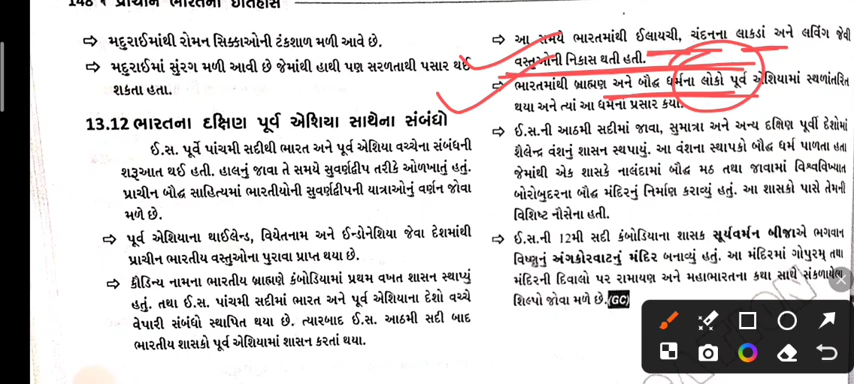 148 • પ્રાચીન ભારતના ઇતિહાસ
⇨ મદુરાઈમાંથી રોમન સિક્કાઓની ટંકશાળ મળી આવે છે.
⇨ મદુરાઈમાં સુરંગ મળી આવી છે જેમાંથી હાથી પણ સરળતાથી પસાર થઈ
શકતા હતા.
13.12 ભારતના દક્ષિણ પૂર્વ એશિયા સાથેના સંબંધો
ઈ.સ. પૂર્વે પાંચમી સદીથી ભારત અને પૂર્વ એશિયા વચ્ચેના સંબંધની
શરૂઆત થઈ હતી. હાલનું જાવા તે સમયે સુવર્ણદ્વીપ તરીકે ઓળખાતું હતું.
પ્રાચીન બૌદ્ધ સાહિત્યમાં ભારતીયોની સુવર્ણદ્વીપની યાત્રાઓનું વર્ણન જોવા
મળે છે.
⇨ પૂર્વ એશિયાના થાઈલેન્ડ, વિયેતનામ અને ઈન્ડોનેશિયા જેવા દેશમાંથી
પ્રાચીન ભારતીય વસ્તુઓના પુરાવા પ્રાપ્ત થયા છે.
⇨ કૌડિન્ય નામના ભારતીય બ્રાહ્મણે કંબોડિયામાં પ્રથમ વખત શાસન સ્થાપ્યું
હતું. તથા ઈ.સ. પાંચમી સદીમાં ભારત અને પૂર્વ એશિયાના દેશો વચ્ચે
વેપારી સંબંધો સ્થાપિત થયા છે. ત્યારબાદ ઈ.સ. આઠમી સદી બાદ
ભારતીય શાસકો પૂર્વ એશિયામાં શાસન કરતાં થયા.
⇨ આ સમયે ભારતમાંથી ઈલાયચી, ચંદનના લાકડાં અને લવિંગ જેવી
વસ્તુઓની નિકાસ થતી હતી.
⇨ ભારતમાંથી બ્રાહ્મણ અને બૌદ્ધ ધર્મના લોકો પૂર્વ એશિયામાં સ્થળાંતરિત
થયા અને ત્યાં આ ધર્મના પ્રસાર કર્યા.
⇨ ઈ.સ.ની આઠમી સદીમાં જાવા, સુમાત્રા અને અન્ય દક્ષિણ પૂર્વી દેશોમાં
શૈલેન્દ્ર વંશનું શાસન સ્થપાયું. આ વંશના સ્થાપકો બૌદ્ધ ધર્મ પાળતા હતા
જેમાંથી એક શાસકે નાલંદામાં બૌદ્ધ મઠ તથા જાવામાં વિશ્વવિખ્યાત
બોરોબુદરના બૌદ્ધ મંદિરનું નિર્માણ કરાવ્યું હતું. આ શાસકો પાસે તેમની
વિશિષ્ટ નૌસેના હતી.
⇨ ઈ.સ.ની 12મી સદી કંબોડિયાના શાસક સૂર્યવર્મન બીજાએ ભગવાન
વિષ્ણુનું અંગકોરવાટનું મંદિર બનાવ્યું હતું. આ મંદિરમાં ગોપુરમ્ તથા
મંદિરની દિવાલો પર રામાયણ અને મહાભારતના કથા સાથે સંકળાયેલા
શિલ્પો જોવા મળે છે. (GC)